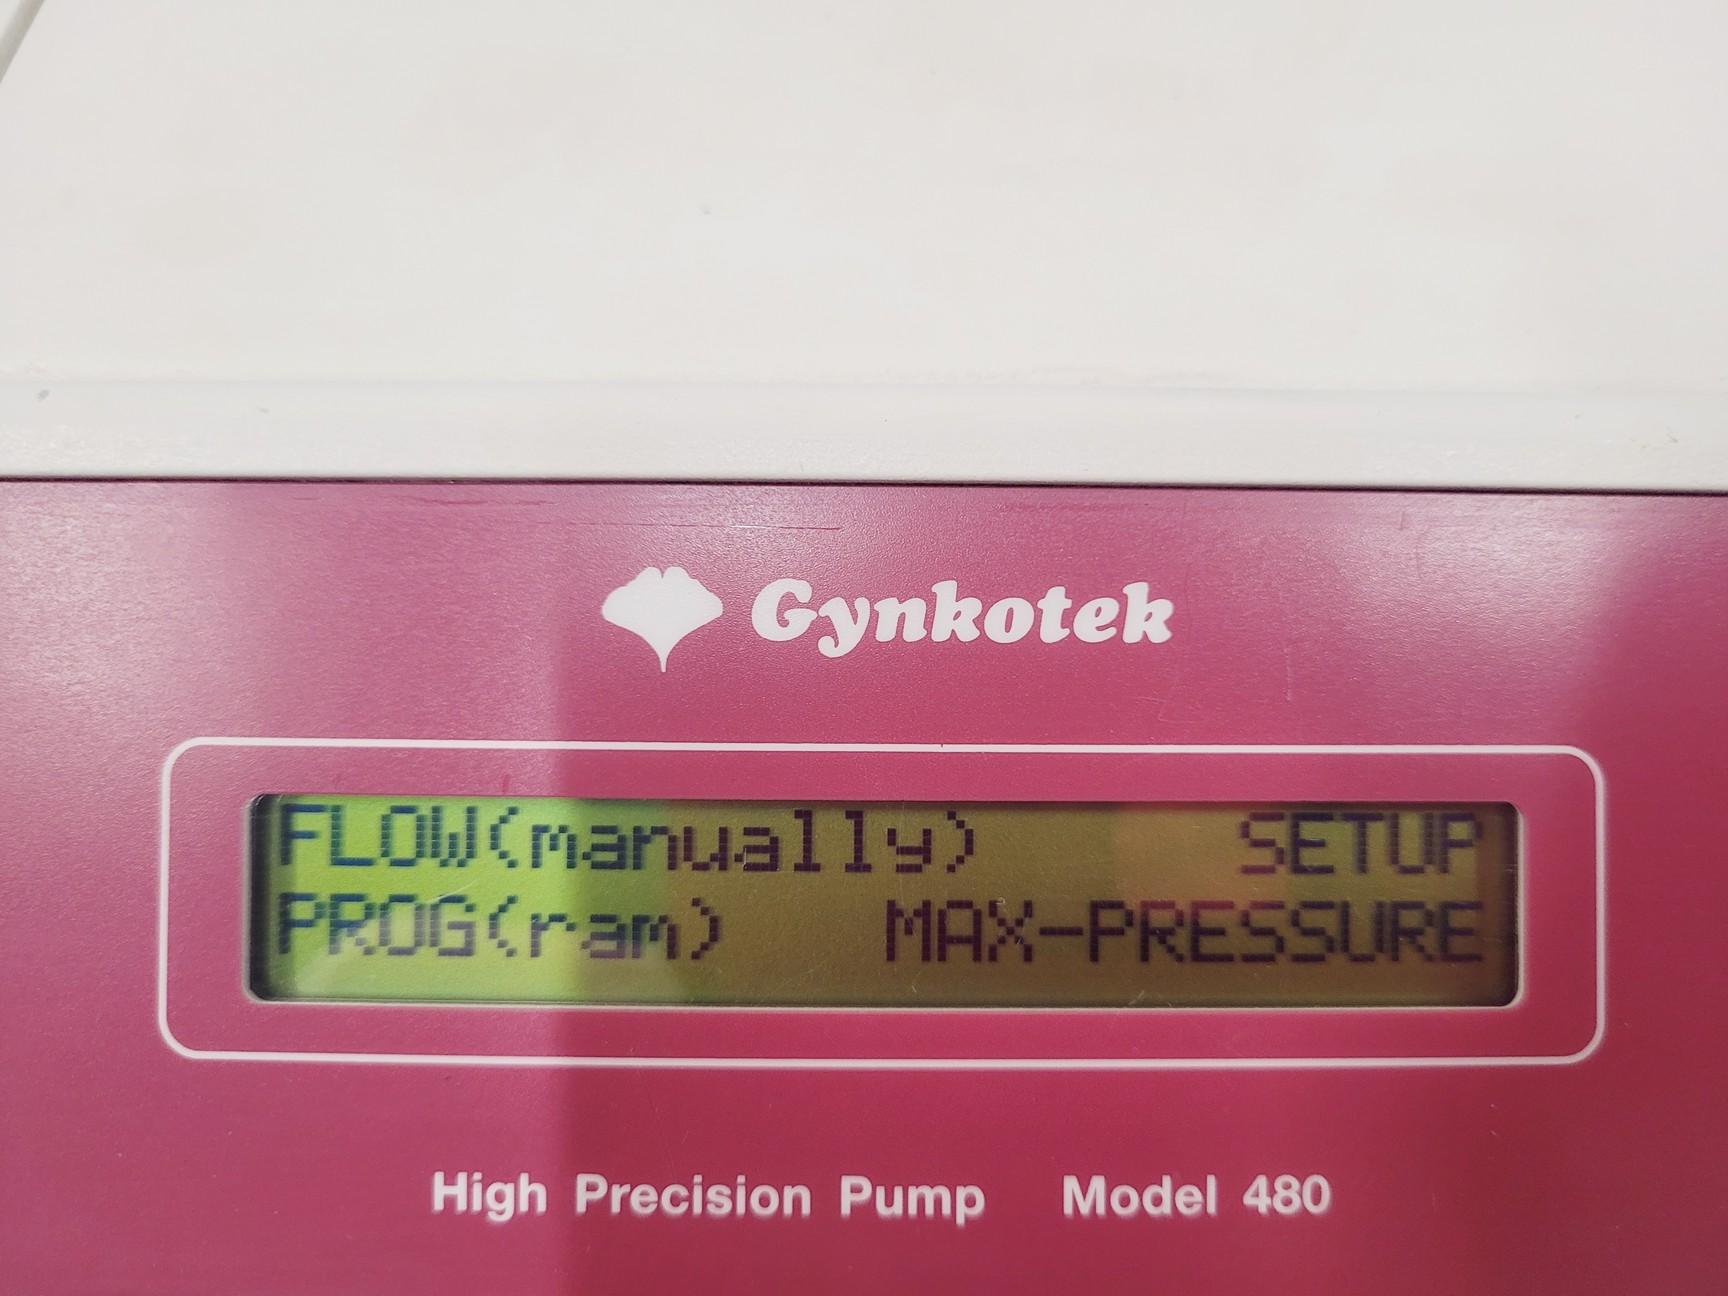 Gynkotek
FLOW(manually) SETUP
PROG(ram) MAX-PRESSURE
High Precision Pump Model 480